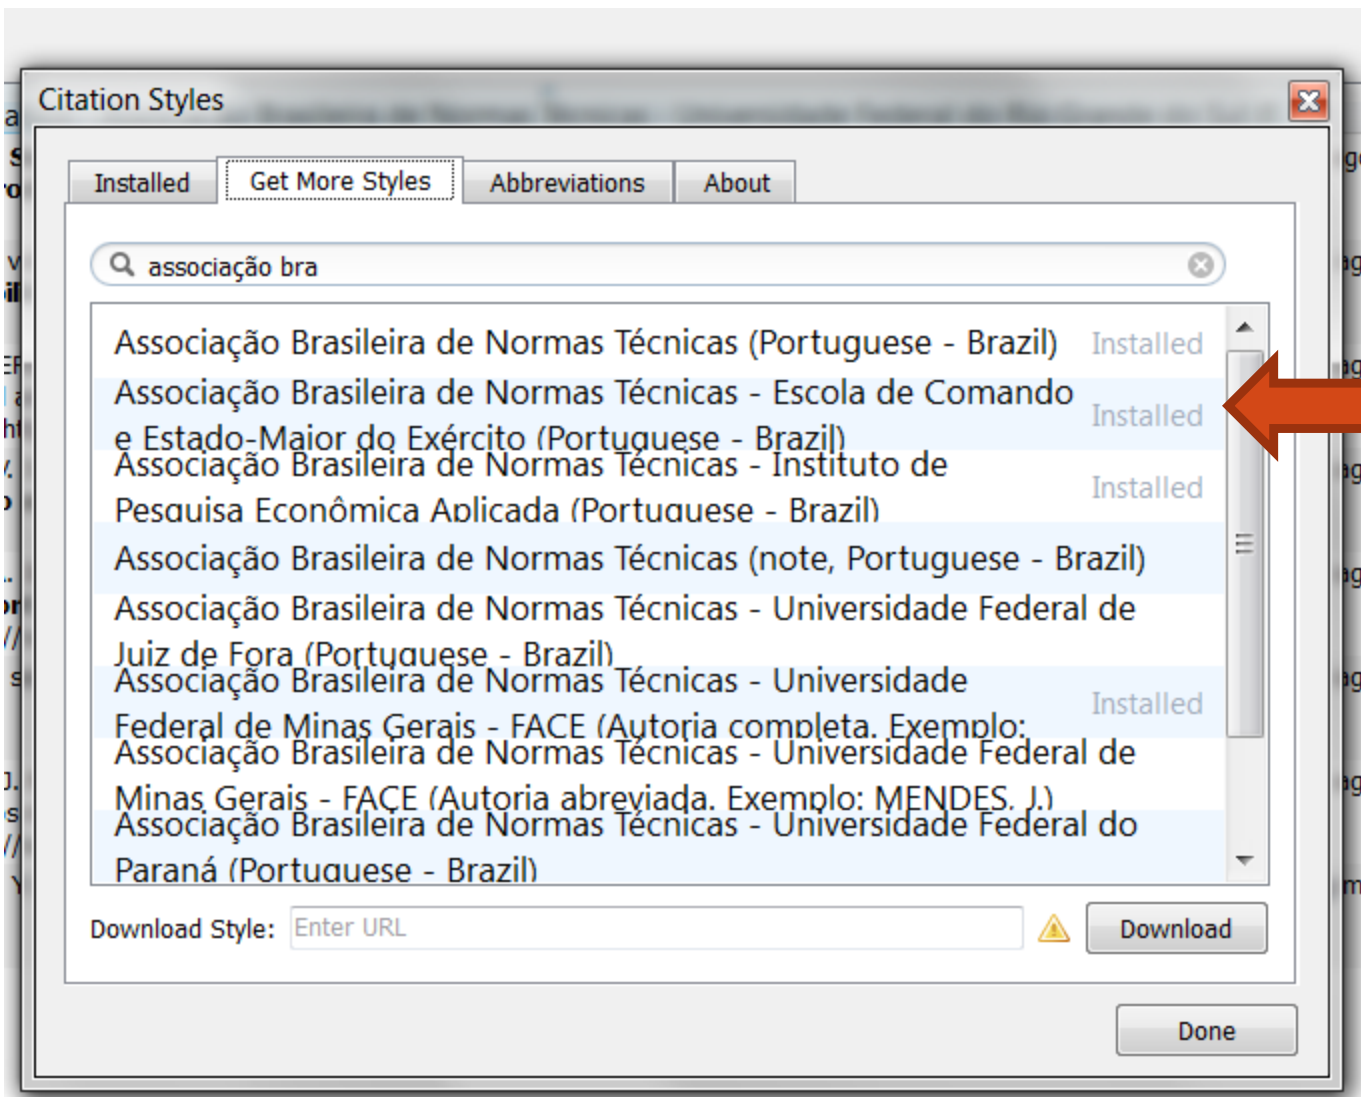 Citation Styles
Installed
Get More Styles
Abbreviations
About
associação bra
Associação Brasileira de Normas Técnicas (Portuguese - Brazil)
Installed
Associação Brasileira de Normas Técnicas - Escola de Comando
e Estado-Maior do Exército (Portuguese - Brazil)
Installed
Associação Brasileira de Normas Técnicas - Instituto de
Pesquisa Econômica Aplicada (Portuguese - Brazil)
Installed
Associação Brasileira de Normas Técnicas (note, Portuguese - Brazil)
Associação Brasileira de Normas Técnicas - Universidade Federal de
Juiz de Fora (Portuguese - Brazil)
Associação Brasileira de Normas Técnicas - Universidade
Federal de Minas Gerais - FACE (Autoria completa. Exemplo:
Installed
Associação Brasileira de Normas Técnicas - Universidade Federal de
Minas Gerais - FACE (Autoria abreviada. Exemplo: MENDES, J.)
Associação Brasileira de Normas Técnicas - Universidade Federal do
Paraná (Portuguese - Brazil)
Download Style:
Enter URL
Download
Done